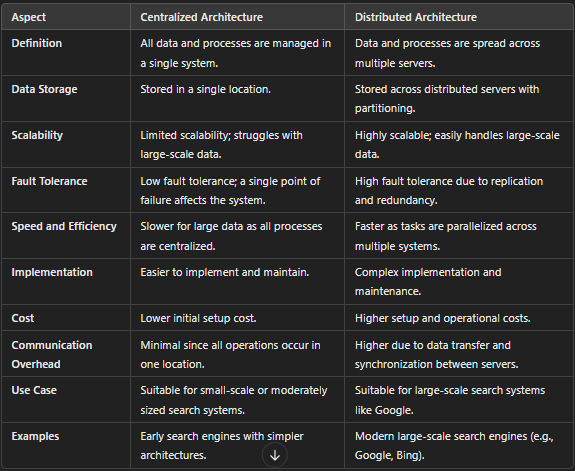 Aspect Centralized Architecture Distributed Architecture
Definition All data and processes are managed in Data and processes are spread across
a single system. multiple servers.
Data Storage Stored in a single location. Stored across distributed servers with
partitioning.
Scalability Limited scalability; struggles with Highly scalable; easily handles large-scale
large-scale data. data.
Fault Tolerance Low fault tolerance; a single point of High fault tolerance due to replication
failure affects the system. and redundancy.
Speed and Efficiency Slower for large data as all processes Faster as tasks are parallelized across
are centralized. multiple systems.
Implementation Easier to implement and maintain. Complex implementation and
maintenance.
Cost Lower initial setup cost. Higher setup and operational costs.
Communication Minimal since all operations occur in Higher due to data transfer and
Overhead one location. synchronization between servers.
Use Case Suitable for small-scale or moderately Suitable for large-scale search systems
sized search systems. like Google.
Examples Early search engines with simpler Modern large-scale search engines (e.g.,
architectures. Google, Bing).